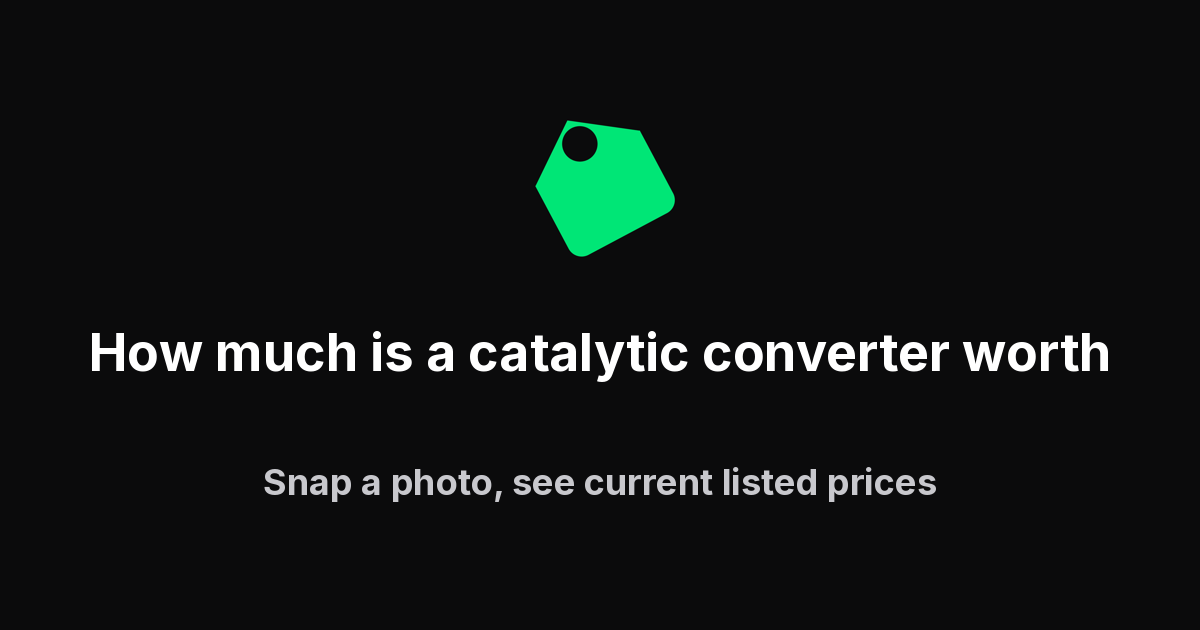 How much is a catalytic converter worth
Snap a photo, see current listed prices